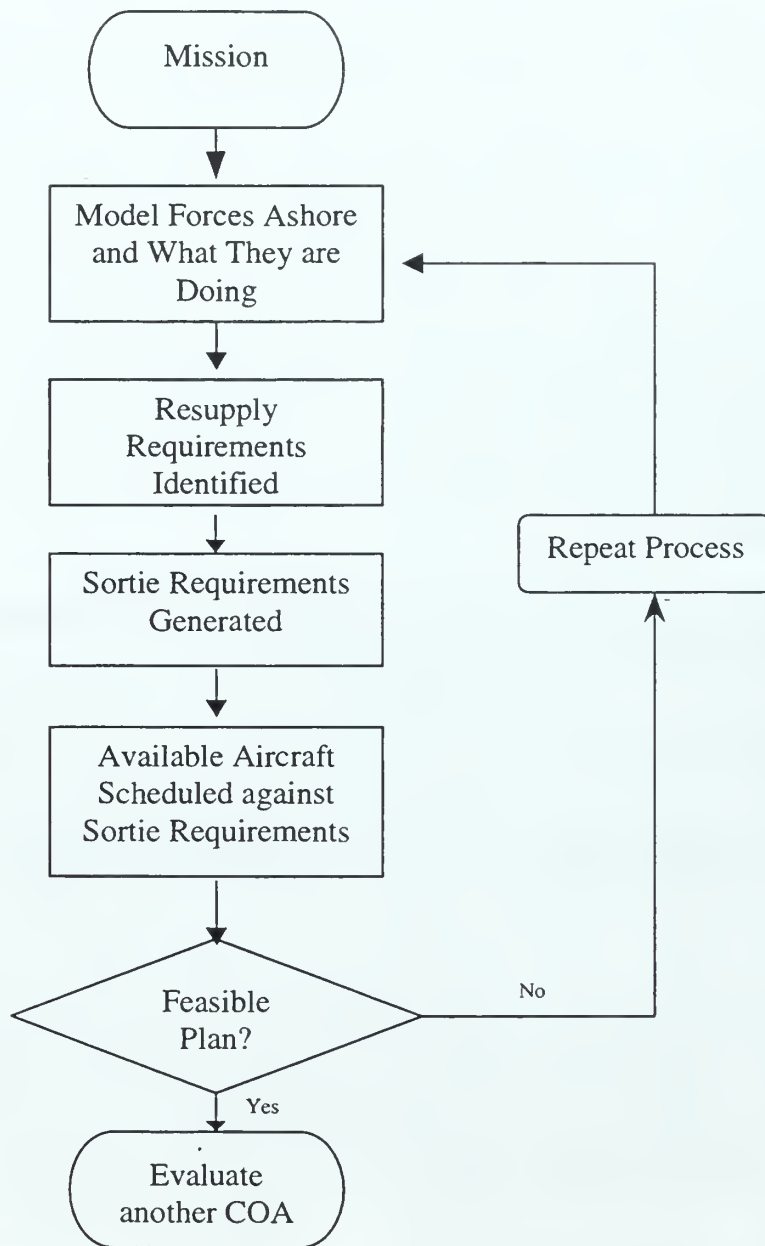 Mission
Model Forces Ashore
and What They are
Doing
Resupply
Requirements
Identified
Repeat Process
Sortie Requirements
Generated
Available Aircraft
Scheduled against
Sortie Requirements
Feasible
Plan?
No
Yes
Evaluate
another COA